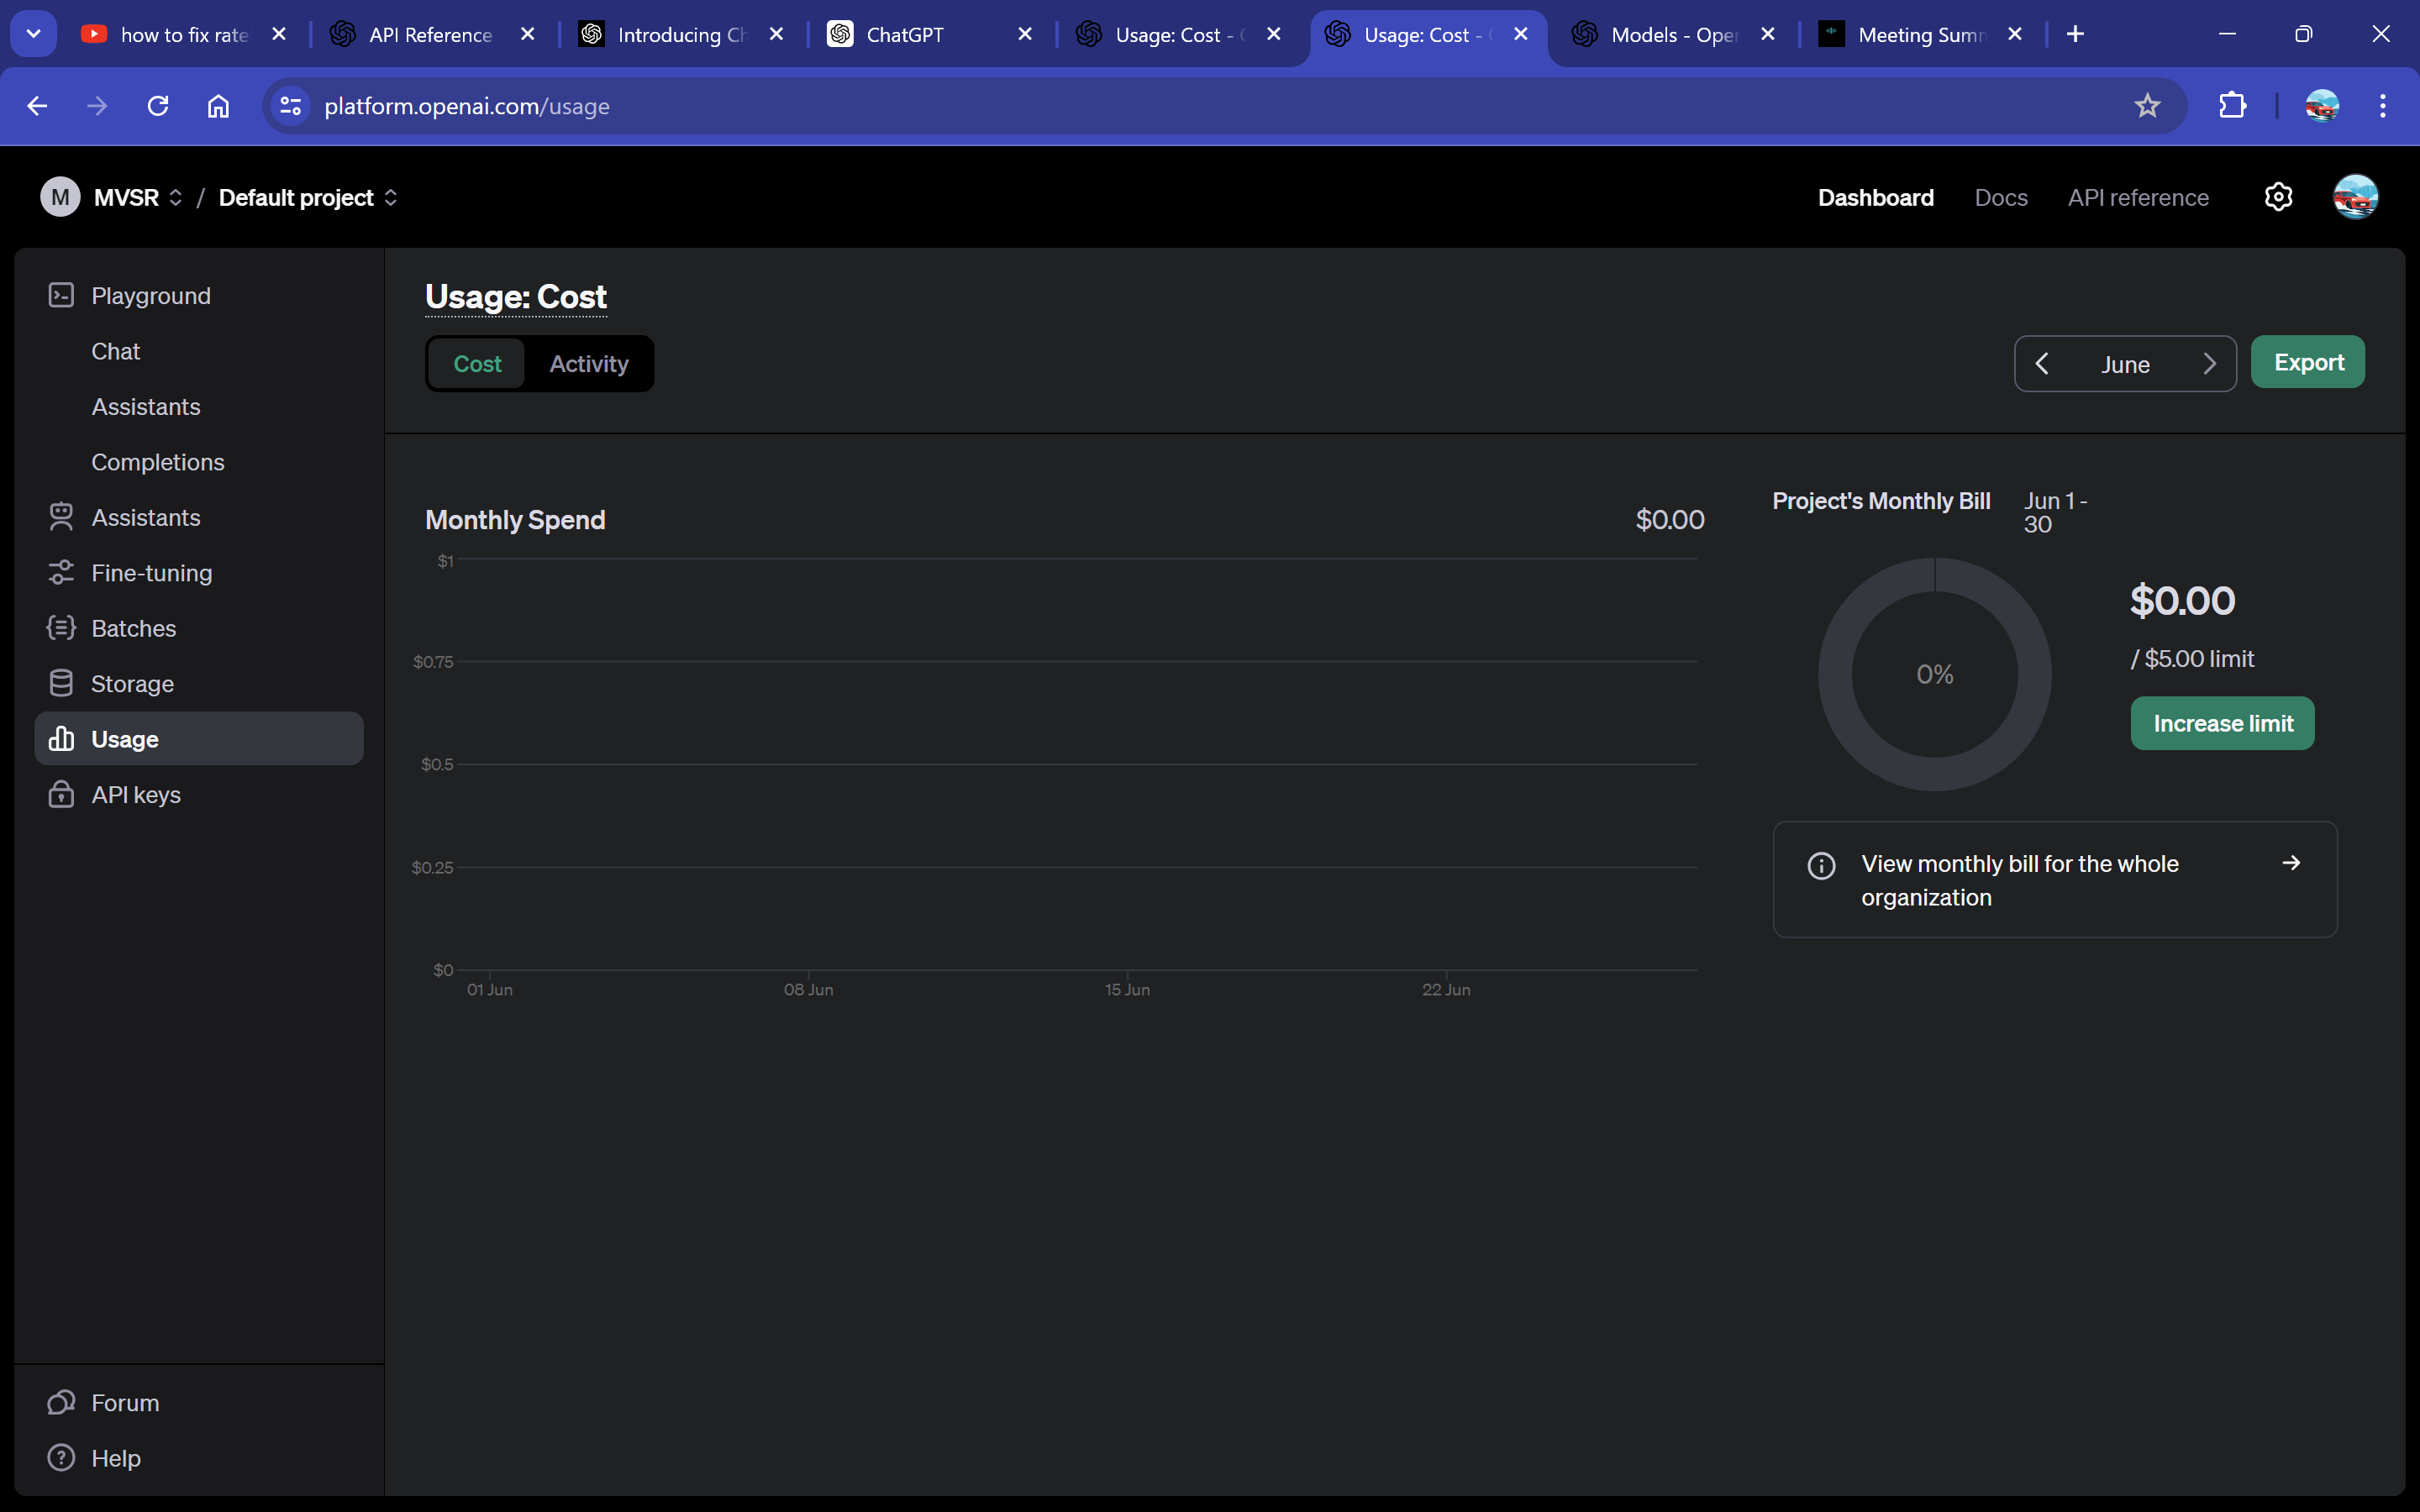 how to fix rate
API Reference
Introducing Ch
ChatGPT
Usage: Cost -
Usage: Cost -
Models - Oper
Meeting Sumn
platform.openai.com/usage
M MVSR / Default project
Dashboard Docs API reference
Playground
Chat
Assistants
Completions
Assistants
Fine-tuning
Batches
Storage
Usage
API keys
Forum
Help
Usage: Cost
Cost Activity
June
Export
Monthly Spend $0.00
$1
$0.75
$0.5
$0.25
$0
01 Jun 08 Jun 15 Jun 22 Jun
Project's Monthly Bill Jun 1 -
30
0%
$0.00
/ $5.00 limit
Increase limit
View monthly bill for the whole
organization